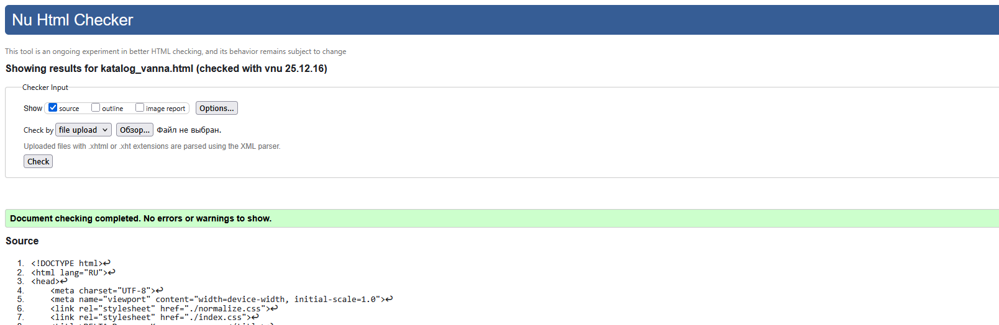 Nu Html Checker
This tool is an ongoing experiment in better HTML checking, and its behavior remains subject to change
Showing results for katalog_vanna.html (checked with vnu 25.12.16)
Checker Input
Show source outline image report Options...
Check by file upload Обзор... Файл не выбран.
Uploaded files with .xhtml or .xht extensions are parsed using the XML parser.
Check
Document checking completed. No errors or warnings to show.
Source
1. <!DOCTYPE html>↩
2. <html lang="RU">↩
3. <head>↩
4. <meta charset="UTF-8">↩
5. <meta name="viewport" content="width=device-width, initial-scale=1.0">↩
6. <link rel="stylesheet" href="./normalize.css">↩
7. <link rel="stylesheet" href="./index.css">↩